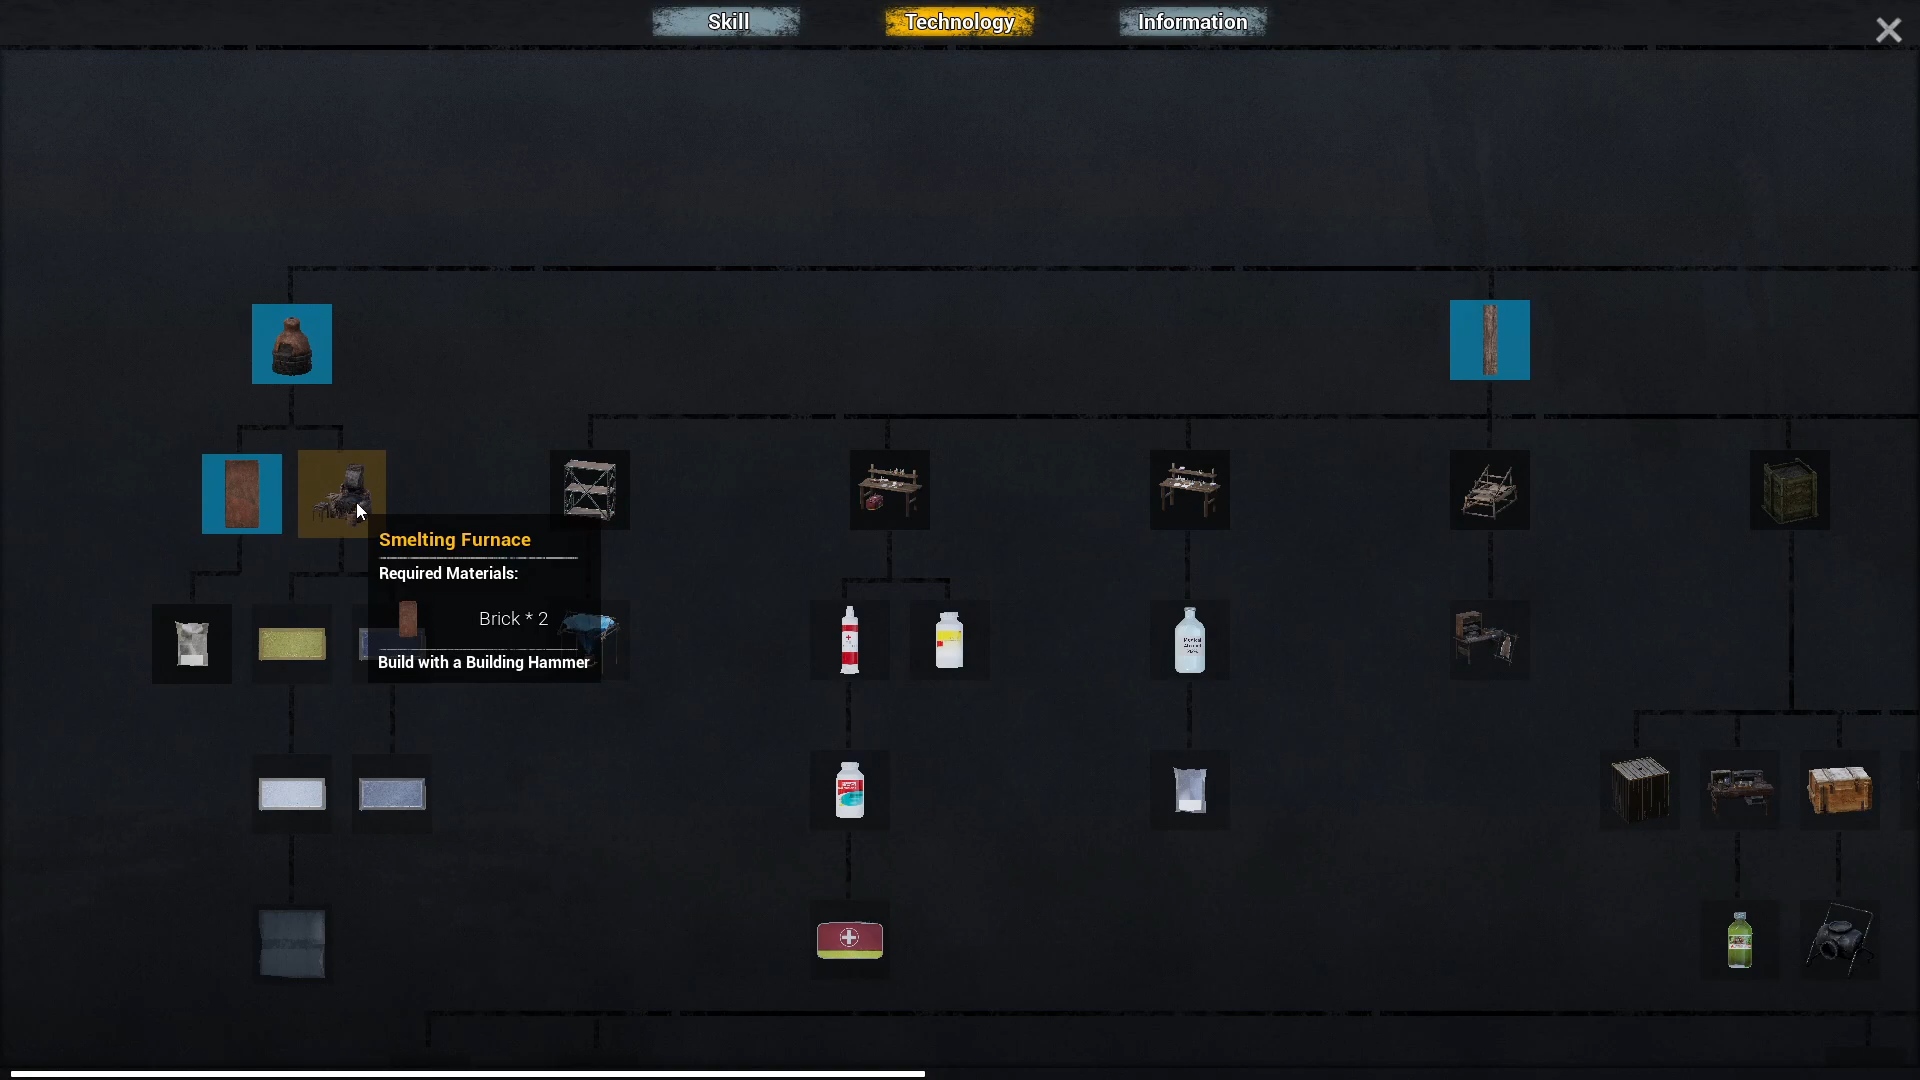 Skill
Technology
Information
Smelting Furnace
Required Materials:
Brick * 2
Build with a Building Hammer